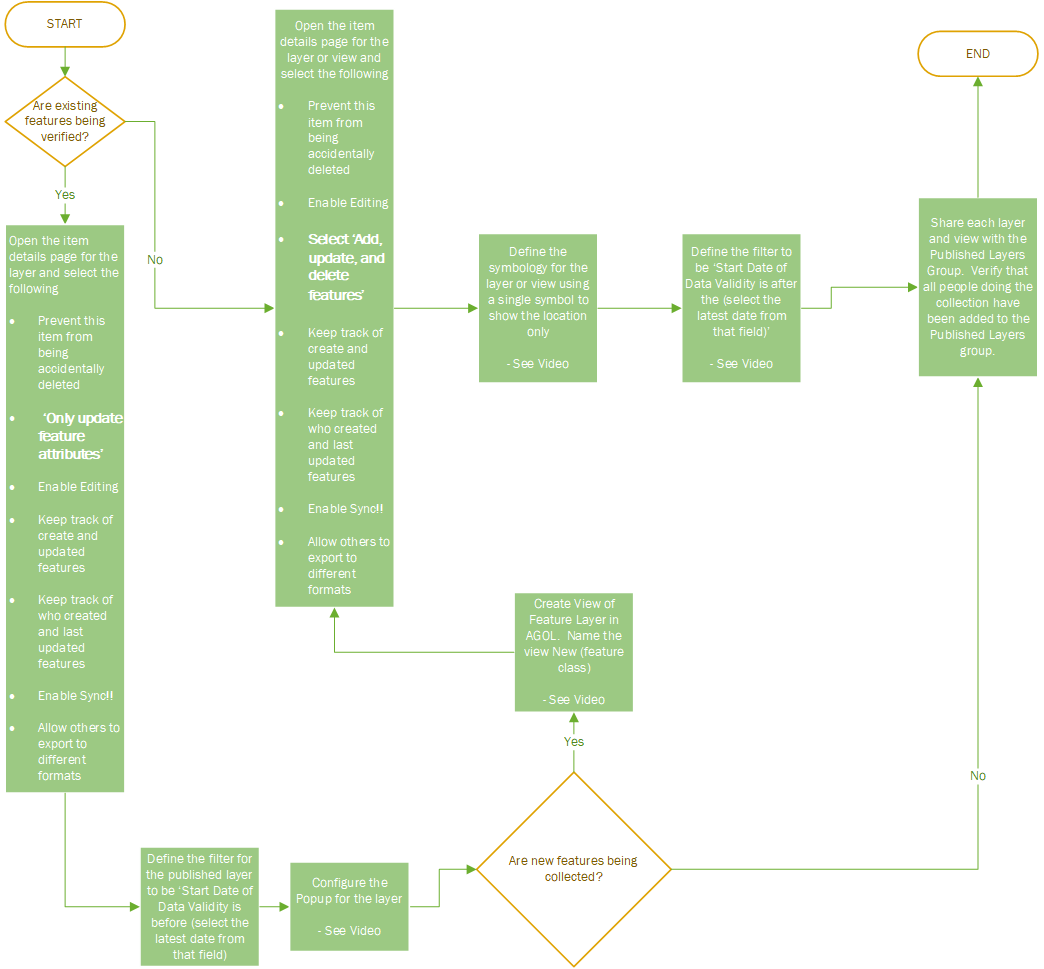 START
Are existing
features being
verified?
Yes
No
Open the item
details page for the
layer and select the
following
• Prevent this
item from
being
accidentally
deleted
• 'Only update
feature
attributes'
• Enable Editing
• Keep track of
create and
updated
features
• Keep track of
who created
and last
updated
features
• Enable Sync!!
• Allow others to
export to
different
formats
Define the filter for
the published layer
to be 'Start Date of
Data Validity is
before (select the
latest date from
that field)
Configure the
Popup for the layer
- See Video
Are new features being
collected?
Yes
No
Create View of
Feature Layer in
AGOL. Name the
view New (feature
class)
- See Video
Open the item
details page for the
layer or view and
select the following
• Prevent this
item from
being
accidentally
deleted
• Enable Editing
• Select 'Add,
update, and
delete
features'
• Keep track of
create and
updated
features
• Keep track of
who created
and last
updated
features
• Enable Sync!!
• Allow others to
export to
different
formats
Define the
symbology for the
layer or view using
a single symbol to
show the location
only
- See Video
Define the filter to
be 'Start Date of
Data Validity is after
the (select the
latest date from
that field)'
- See Video
Share each layer
and view with the
Published Layers
Group. Verify that
all people doing the
collection have
been added to the
Published Layers
group.
END